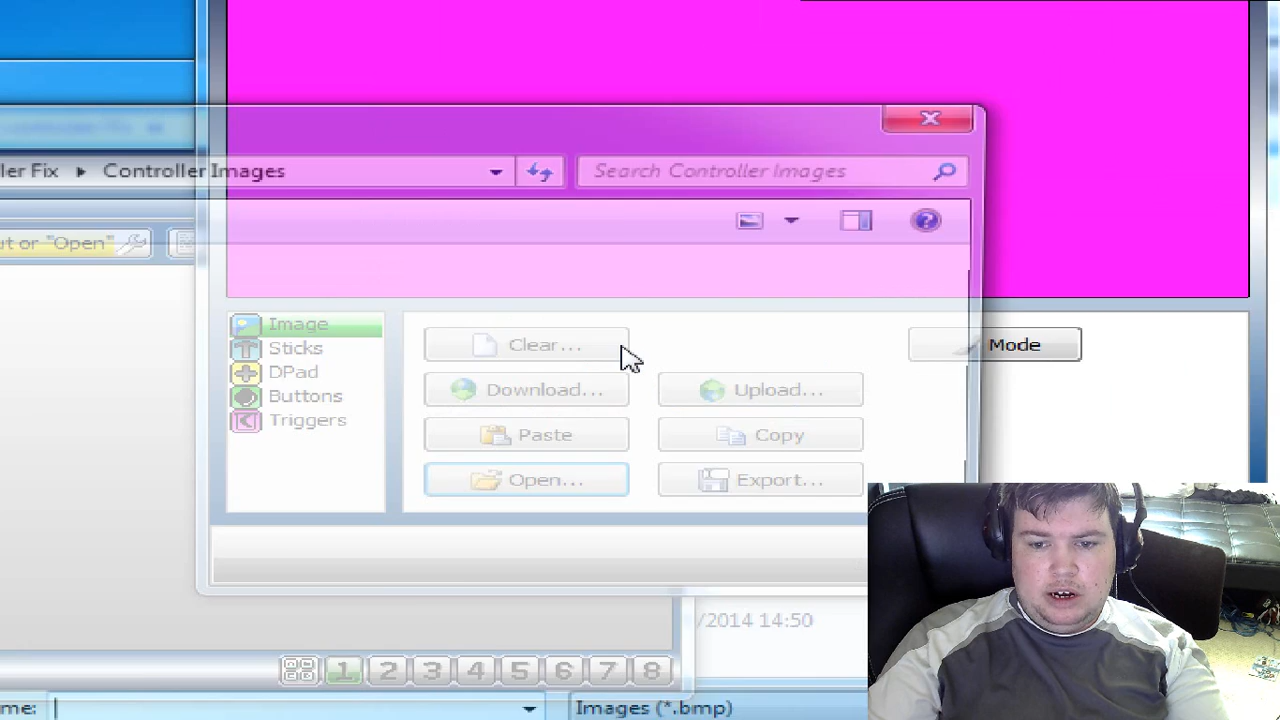 ler Fix ▸ Controller Images
Search Controller Images
ut or "Open"
Image
Sticks
DPad
Buttons
Triggers
Clear...
Mode
Download...
Upload...
Paste
Copy
Open...
Export...
/2014 14:50
1 2 3 4 5 6 7 8
me:
Images (*.bmp)